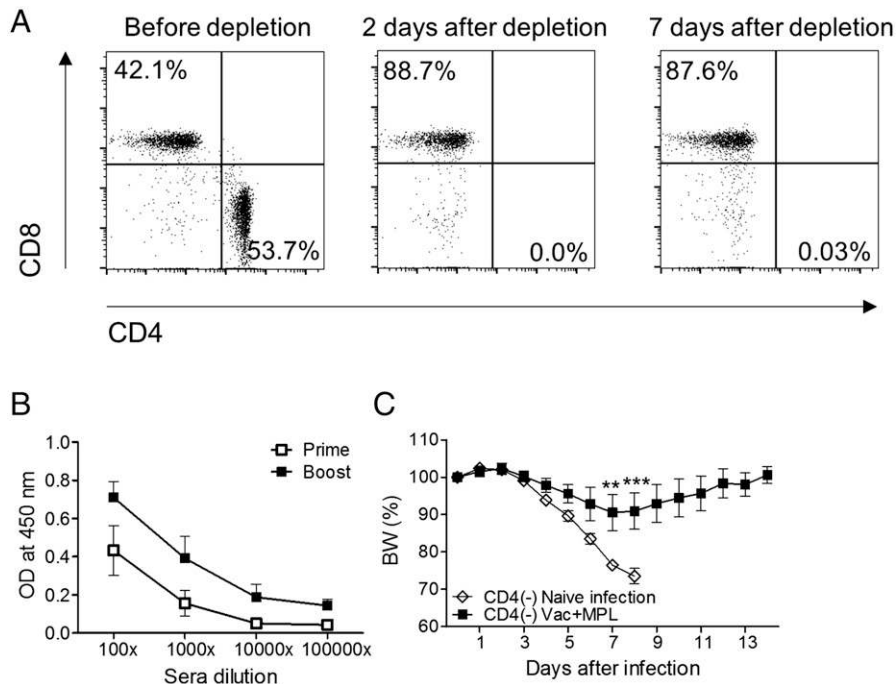 A
Before depletion
2 days after depletion
7 days after depletion
42.1%
88.7%
87.6%
53.7%
0.0%
0.03%
CD8
CD4
B
1.0
0.8
0.6
0.4
0.2
0.0
OD at 450 nm
Prime
Boost
100x 1000x 10000x 100000x
Sera dilution
C
110
100
90
80
70
60
BW (%)
** ***
CD4(-) Naive infection
CD4(-) Vac+MPL
1 3 5 7 9 11 13
Days after infection